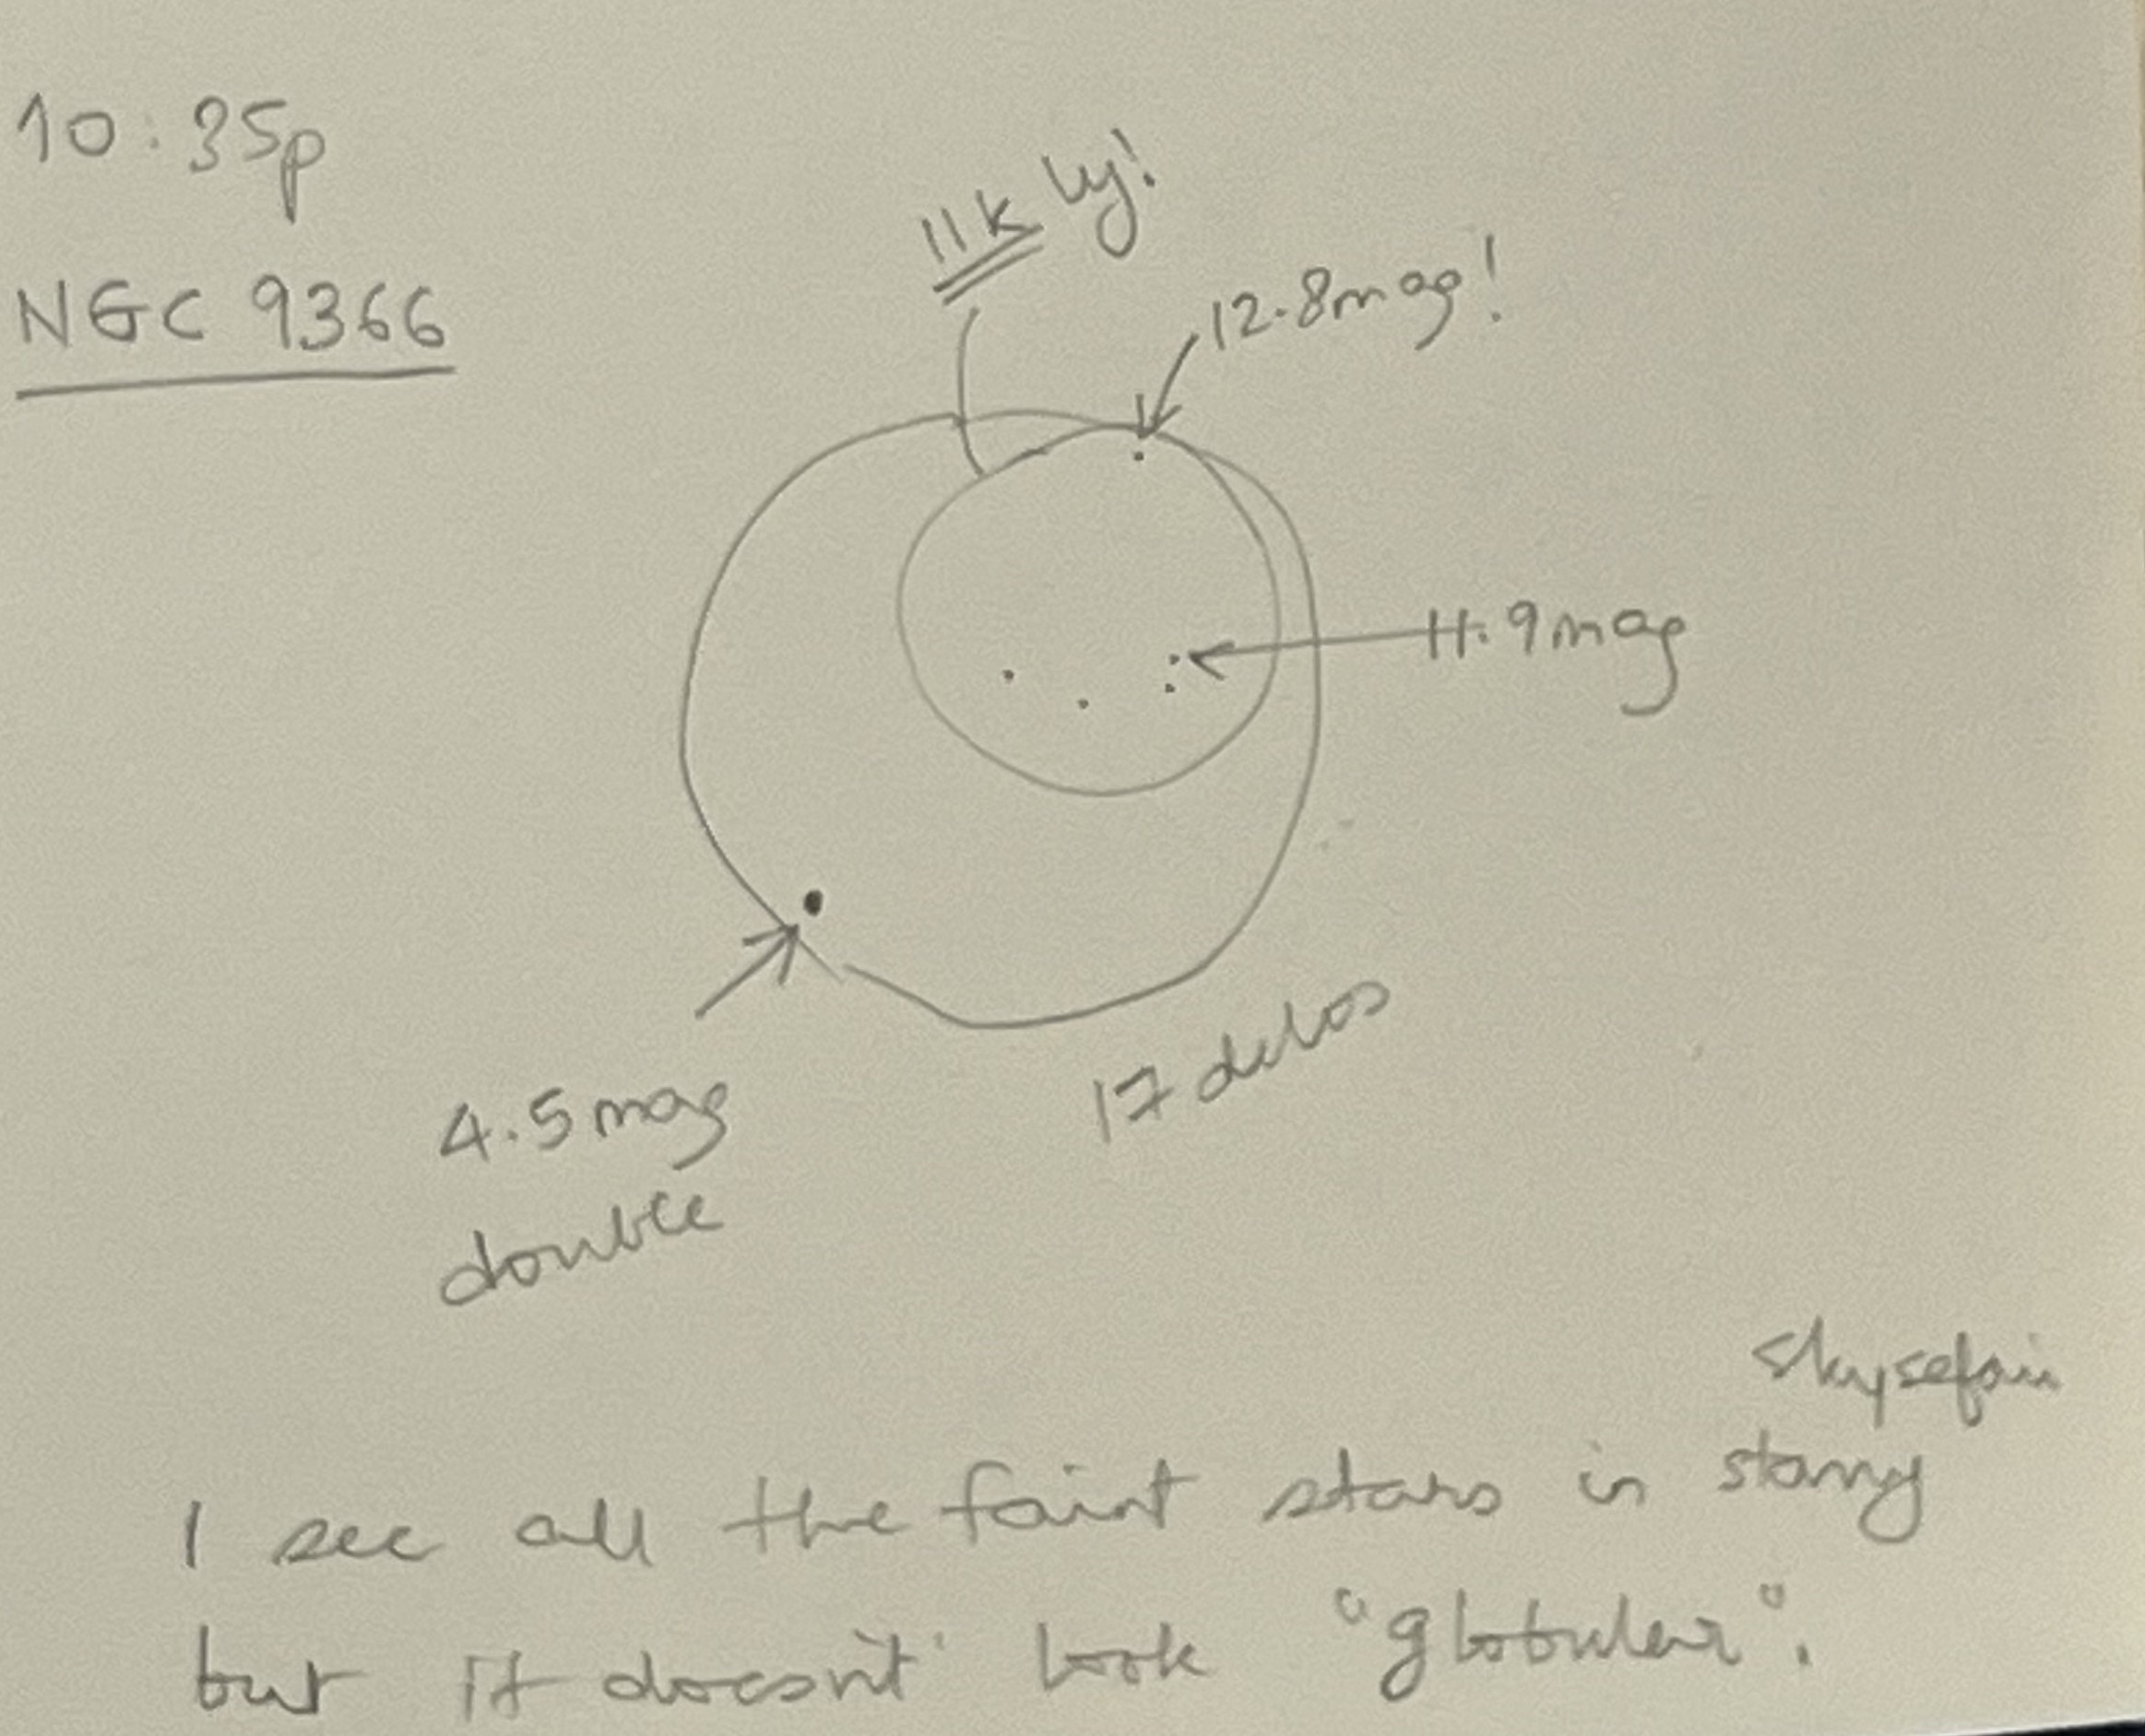 10:35p
NGC 9366
11k ly!
12.8mag!
11.9mag
4.5mag
double
17 delos
skysafari
I see all the faint stars in starry
but it doesn't look "globular".